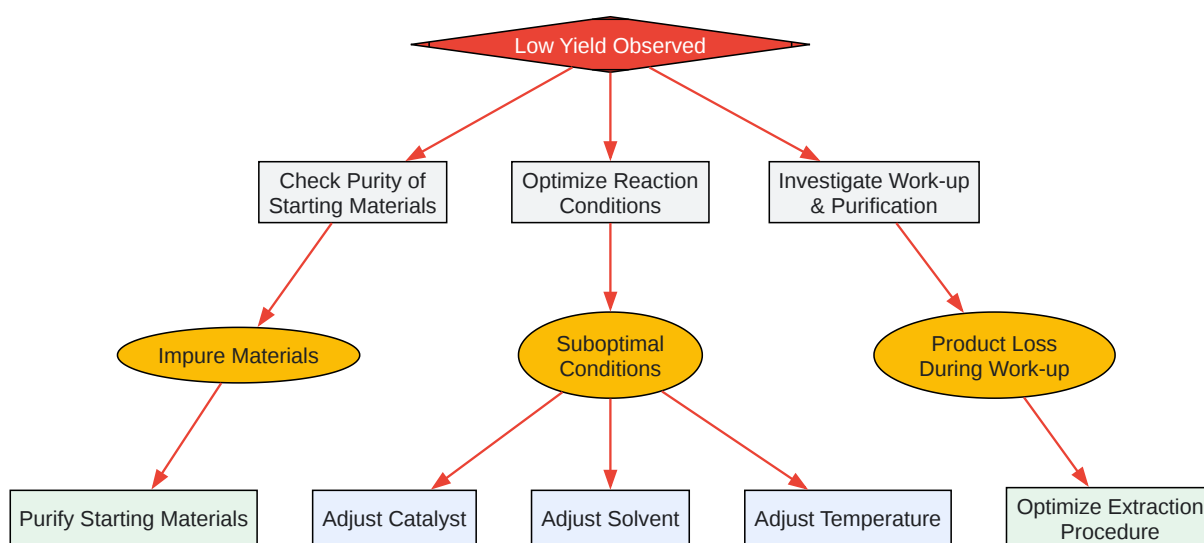 Low Yield Observed
Check Purity of
Starting Materials
Optimize Reaction
Conditions
Investigate Work-up
& Purification
Impure Materials
Suboptimal
Conditions
Product Loss
During Work-up
Purify Starting Materials
Adjust Catalyst
Adjust Solvent
Adjust Temperature
Optimize Extraction
Procedure